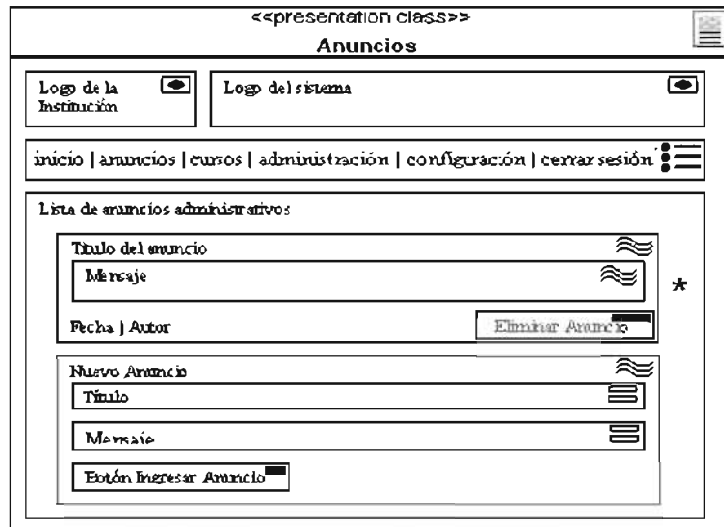 <<presentation class>>
Anuncios
Logo de la
Institución
Logo del sistema
inicio | anuncios | cursos | administración | configuración | cerrar sesión
Lista de anuncios administrativos
Título del anuncio
Mensaje
*
Fecha | Autor
Eliminar Anuncio
Nuevo Anuncio
Título
Mensaje
Botón Ingresar Anuncio